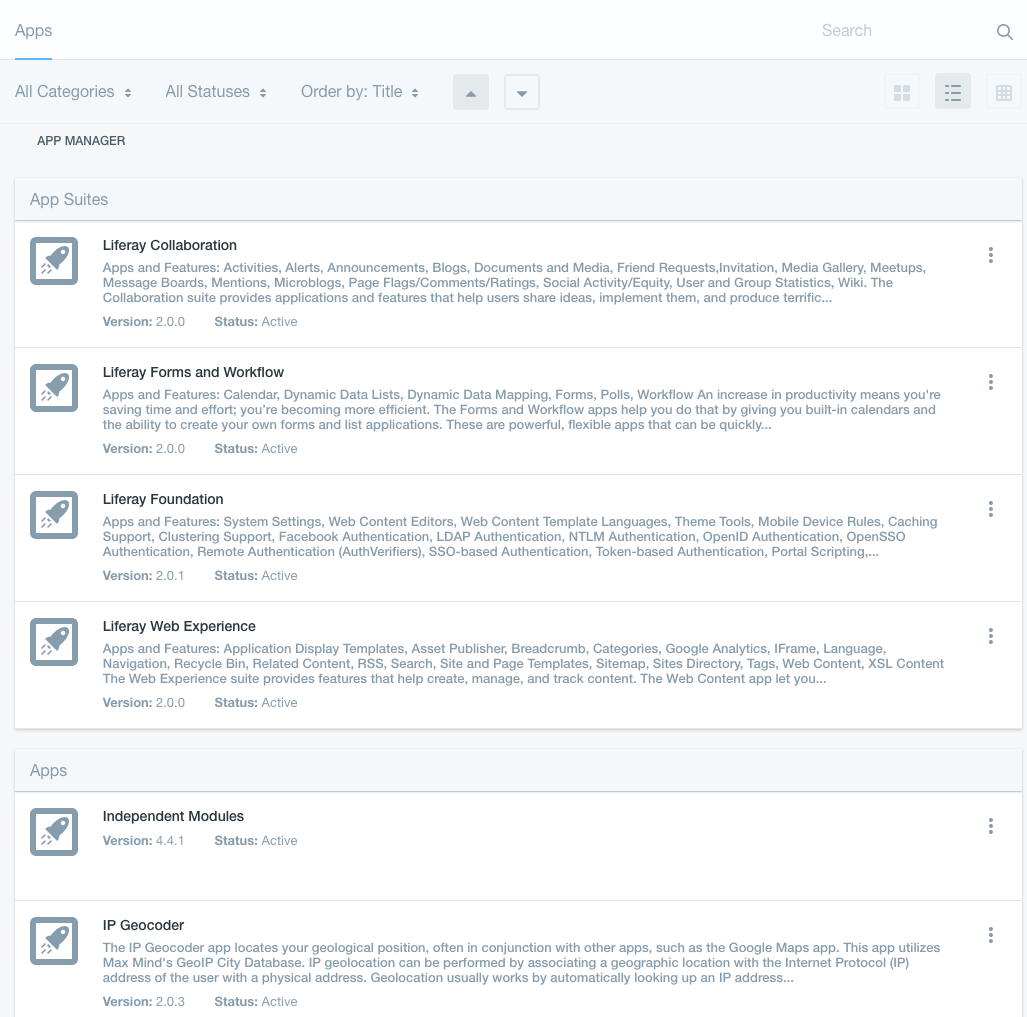 Apps
Search
All Categories
All Statuses
Order by: Title
APP MANAGER
App Suites
Liferay Collaboration
Apps and Features: Activities, Alerts, Announcements, Blogs, Documents and Media, Friend Requests,Invitation, Media Gallery, Meetups,
Message Boards, Mentions, Microblogs, Page Flags/Comments/Ratings, Social Activity/Equity, User and Group Statistics, Wiki. The
Collaboration suite provides applications and features that help users share ideas, implement them, and produce terrific...
Version: 2.0.0 Status: Active
Liferay Forms and Workflow
Apps and Features: Calendar, Dynamic Data Lists, Dynamic Data Mapping, Forms, Polls, Workflow An increase in productivity means you're
saving time and effort; you're becoming more efficient. The Forms and Workflow apps help you do that by giving you built-in calendars and
the ability to create your own forms and list applications. These are powerful, flexible apps that can be quickly...
Version: 2.0.0 Status: Active
Liferay Foundation
Apps and Features: System Settings, Web Content Editors, Web Content Template Languages, Theme Tools, Mobile Device Rules, Caching
Support, Clustering Support, Facebook Authentication, LDAP Authentication, NTLM Authentication, OpenID Authentication, OpenSSO
Authentication, Remote Authentication (AuthVerifiers), SSO-based Authentication, Token-based Authentication, Portal Scripting,...
Version: 2.0.1 Status: Active
Liferay Web Experience
Apps and Features: Application Display Templates, Asset Publisher, Breadcrumb, Categories, Google Analytics, IFrame, Language,
Navigation, Recycle Bin, Related Content, RSS, Search, Site and Page Templates, Sitemap, Sites Directory, Tags, Web Content, XSL Content
The Web Experience suite provides features that help create, manage, and track content. The Web Content app let you...
Version: 2.0.0 Status: Active
Apps
Independent Modules
Version: 4.4.1 Status: Active
IP Geocoder
The IP Geocoder app locates your geological position, often in conjunction with other apps, such as the Google Maps app. This app utilizes
Max Mind's GeoIP City Database. IP geolocation can be performed by associating a geographic location with the Internet Protocol (IP)
address of the user with a physical address. Geolocation usually works by automatically looking up an IP address...
Version: 2.0.3 Status: Active